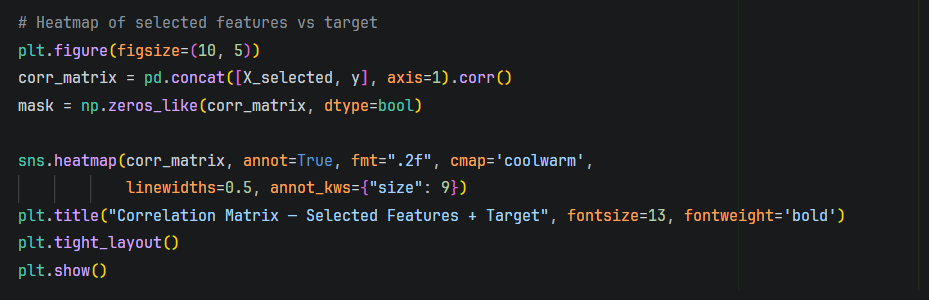 # Heatmap of selected features vs target
plt.figure(figsize=(10, 5))
corr_matrix = pd.concat([X_selected, y], axis=1).corr()
mask = np.zeros_like(corr_matrix, dtype=bool)

sns.heatmap(corr_matrix, annot=True, fmt=".2f", cmap='coolwarm',
            linewidths=0.5, annot_kws={"size": 9})
plt.title("Correlation Matrix — Selected Features + Target", fontsize=13, fontweight='bold')
plt.tight_layout()
plt.show()